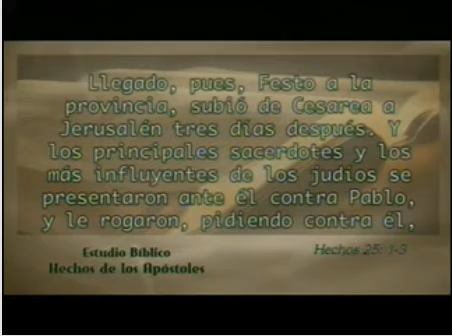 Llegado, pues, Festo a la
provincia, subió de Cesarea a
Jerusalén tres días después. Y
los principales sacerdotes y los
más influyentes de los judíos se
presentaron ante él contra Pablo,
y le rogaron, pidiendo contra él,
Hechos 25: 1-3
Estudio Bíblico
Hechos de los Apóstoles